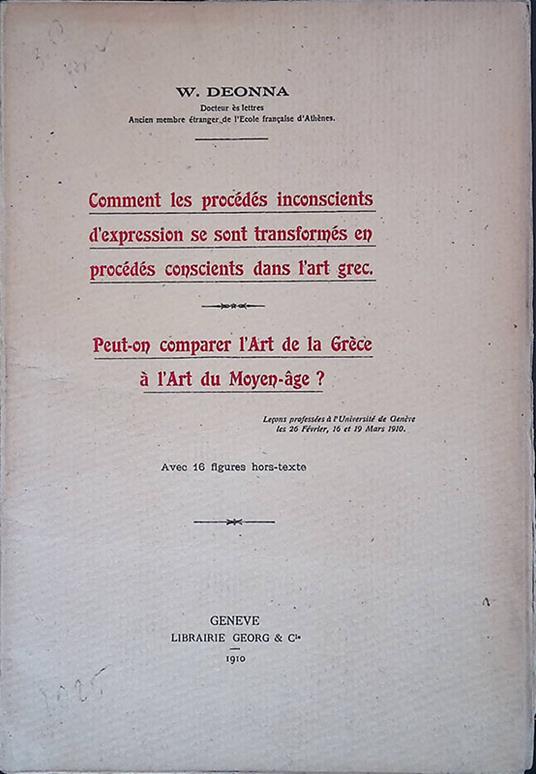 W. DEONNA
Docteur ès lettres
Ancien membre étranger de l'Ecole française d'Athènes.
Comment les procédés inconscients
d'expression se sont transformés en
procédés conscients dans l'art grec.
Peut-on comparer l'Art de la Grèce
à l'Art du Moyen-âge ?
Leçons professées à l'Université de Genève
les 26 Février, 16 et 19 Mars 1910.
Avec 16 figures hors-texte
GENEVE
LIBRAIRIE GEORG & Cie
1910